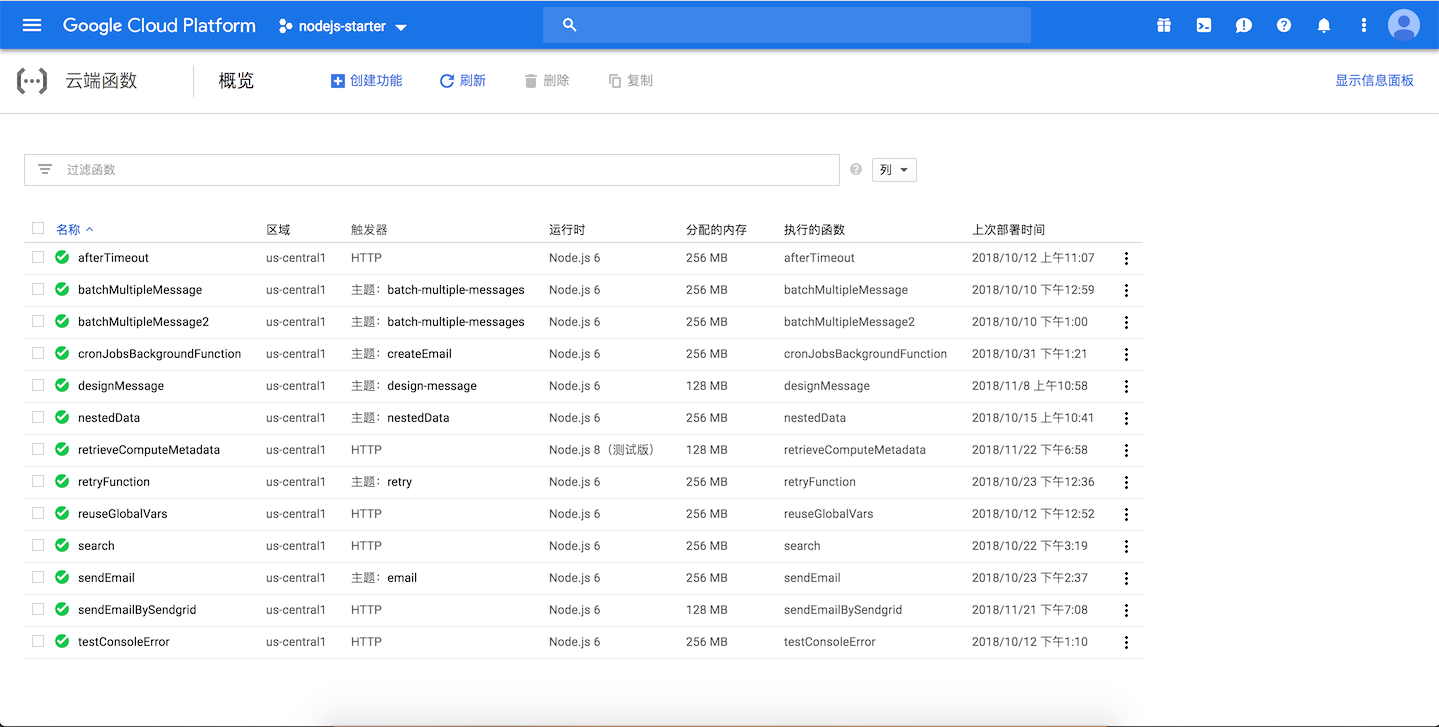 Google Cloud Platform nodejs-starter
云端函数 概览 创建功能 刷新 删除 复制 显示信息面板
过滤函数 列
名称 区域 触发器 运行时 分配的内存 执行的函数 上次部署时间
afterTimeout us-central1 HTTP Node.js 6 256 MB afterTimeout 2018/10/12 上午11:07
batchMultipleMessage us-central1 主题：batch-multiple-messages Node.js 6 256 MB batchMultipleMessage 2018/10/10 下午12:59
batchMultipleMessage2 us-central1 主题：batch-multiple-messages Node.js 6 256 MB batchMultipleMessage2 2018/10/10 下午1:00
cronJobsBackgroundFunction us-central1 主题：createEmail Node.js 6 256 MB cronJobsBackgroundFunction 2018/10/31 下午1:21
designMessage us-central1 主题：design-message Node.js 6 128 MB designMessage 2018/11/8 上午10:58
nestedData us-central1 主题：nestedData Node.js 6 256 MB nestedData 2018/10/15 上午10:41
retrieveComputeMetadata us-central1 HTTP Node.js 8（测试版） 128 MB retrieveComputeMetadata 2018/11/22 下午6:58
retryFunction us-central1 主题：retry Node.js 6 256 MB retryFunction 2018/10/23 下午12:36
reuseGlobalVars us-central1 HTTP Node.js 6 256 MB reuseGlobalVars 2018/10/12 下午12:52
search us-central1 HTTP Node.js 6 256 MB search 2018/10/22 下午3:19
sendEmail us-central1 主题：email Node.js 6 256 MB sendEmail 2018/10/23 下午2:37
sendEmailBySendgrid us-central1 HTTP Node.js 6 128 MB sendEmailBySendgrid 2018/11/21 下午7:08
testConsoleError us-central1 HTTP Node.js 6 256 MB testConsoleError 2018/10/12 下午1:10